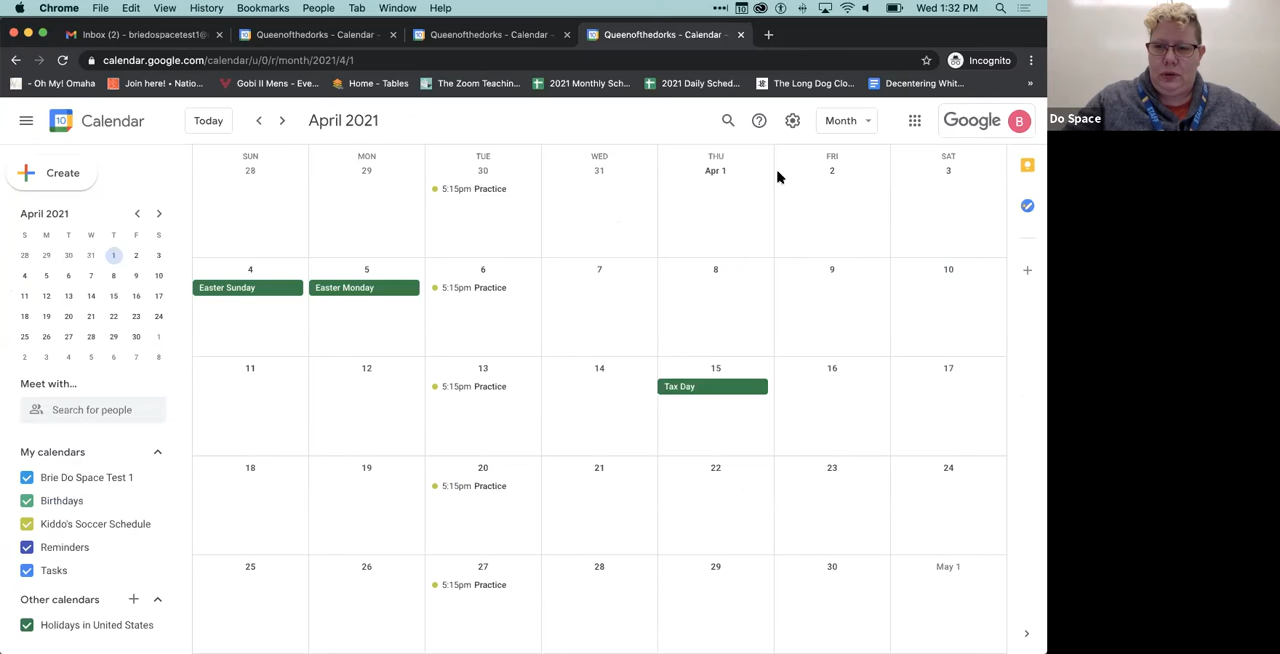 Chrome File Edit View History Bookmarks People Tab Window Help Wed 1:32 PM
Inbox (2) - briedospacetest1@ Queenofthedorks - Calendar - Queenofthedorks - Calendar - Queenofthedorks - Calendar -
calendar.google.com/calendar/u/0/r/month/2021/4/1 Incognito
- Oh My! Omaha Join here! • Natio... Gobi II Mens - Eve... Home - Tables The Zoom Teachin... 2021 Monthly Sch... 2021 Daily Sched... The Long Dog Clo... Decentering Whit... »
10 Calendar Today April 2021 Month Google B
Do Space
Create
April 2021
S M T W T F S
28 29 30 31 1 2 3
4 5 6 7 8 9 10
11 12 13 14 15 16 17
18 19 20 21 22 23 24
25 26 27 28 29 30 1
2 3 4 5 6 7 8
Meet with...
Search for people
My calendars
Brie Do Space Test 1
Birthdays
Kiddo's Soccer Schedule
Reminders
Tasks
Other calendars
Holidays in United States
SUN MON TUE WED THU FRI SAT
28 29 30 31 Apr 1 2 3
5:15pm Practice
4 5 6 7 8 9 10
Easter Sunday Easter Monday 5:15pm Practice
11 12 13 14 15 16 17
5:15pm Practice Tax Day
18 19 20 21 22 23 24
5:15pm Practice
25 26 27 28 29 30 May 1
5:15pm Practice